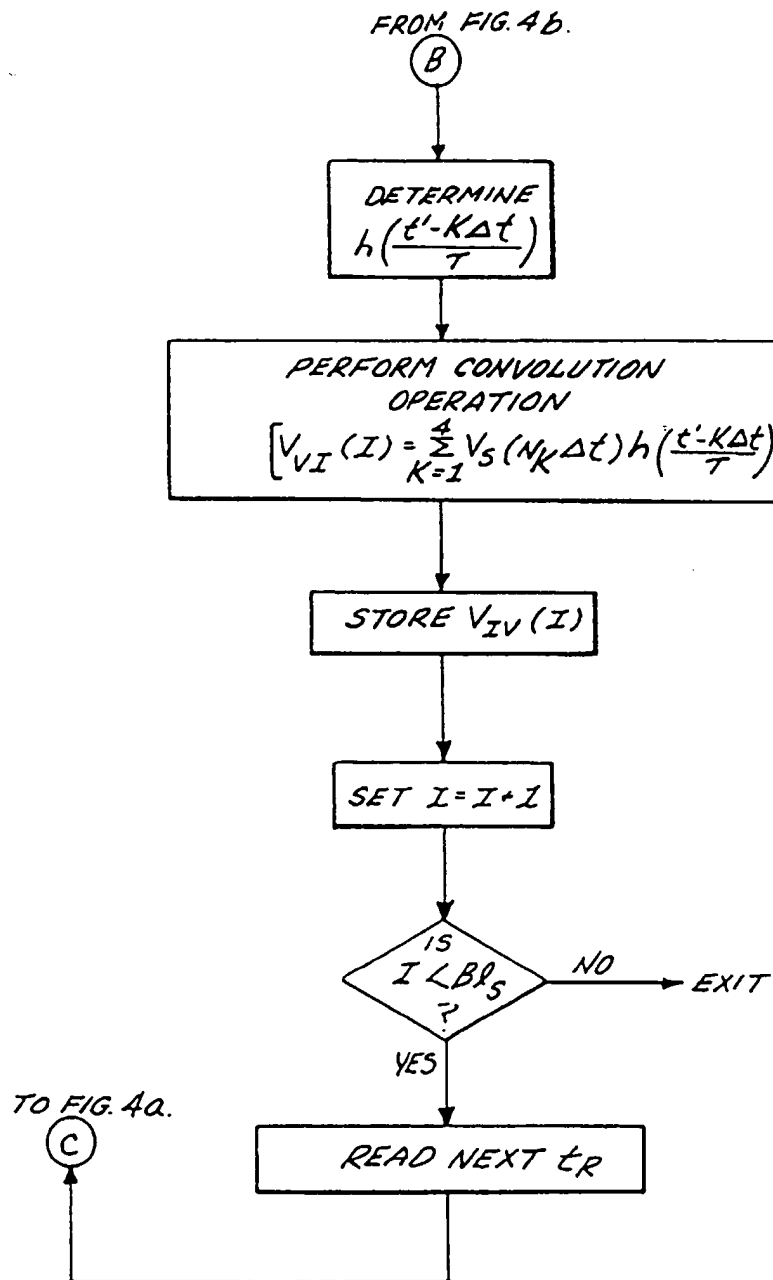 FROM FIG. 4b.
B
DETERMINE
h(t'-KΔt/T)
PERFORM CONVOLUTION
OPERATION
[V_VI (I) = Σ_{K=1}^{4} V_S (N_K Δt) h(t'-KΔt/T)
STORE V_IV (I)
SET I = I + 1
IS
I < Bl_S
?
NO
EXIT
YES
TO FIG. 4a.
C
READ NEXT t_R